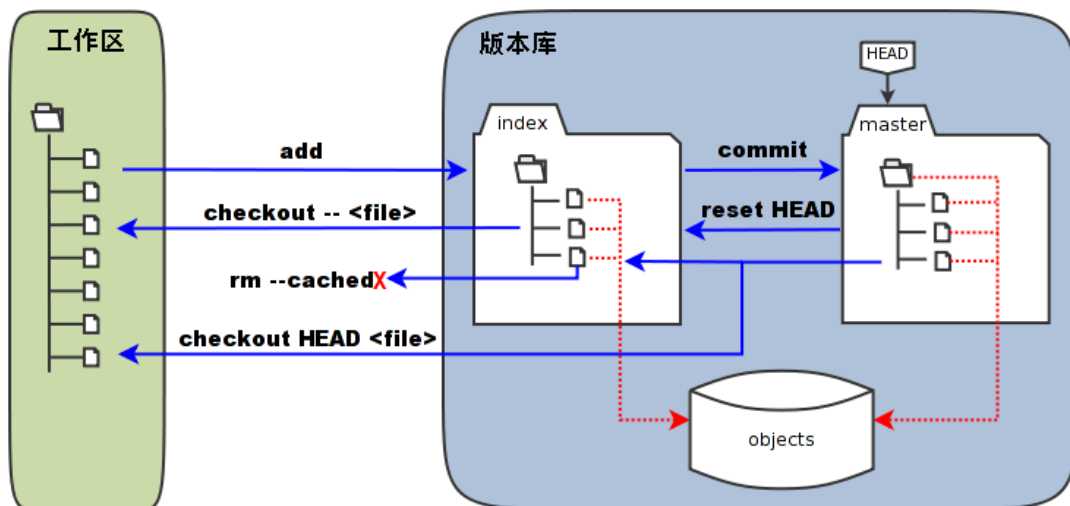 工作区
版本库
HEAD
index
master
add
commit
checkout -- <file>
reset HEAD
rm --cached X
checkout HEAD <file>
objects